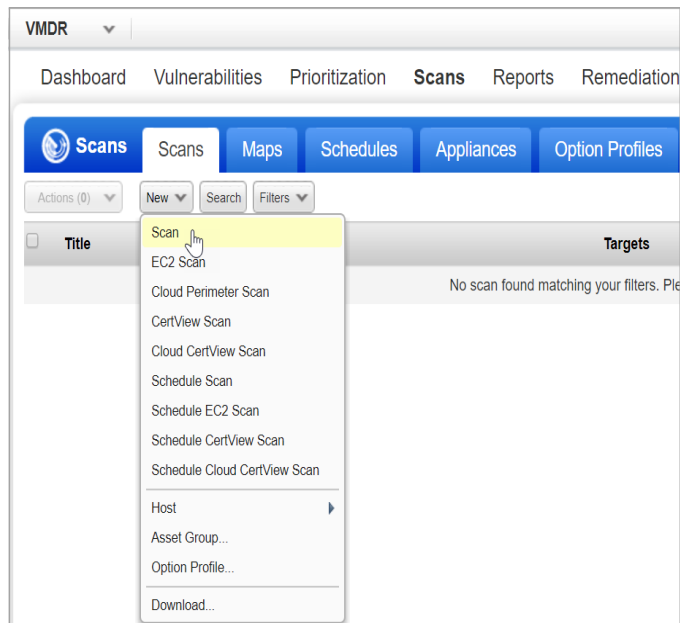 VMDR
Dashboard Vulnerabilities Prioritization Scans Reports Remediation
Scans Scans Maps Schedules Appliances Option Profiles
Actions (0) New Search Filters
Title Targets
No scan found matching your filters. Ple
Scan
EC2 Scan
Cloud Perimeter Scan
CertView Scan
Cloud CertView Scan
Schedule Scan
Schedule EC2 Scan
Schedule CertView Scan
Schedule Cloud CertView Scan
Host
Asset Group...
Option Profile...
Download...